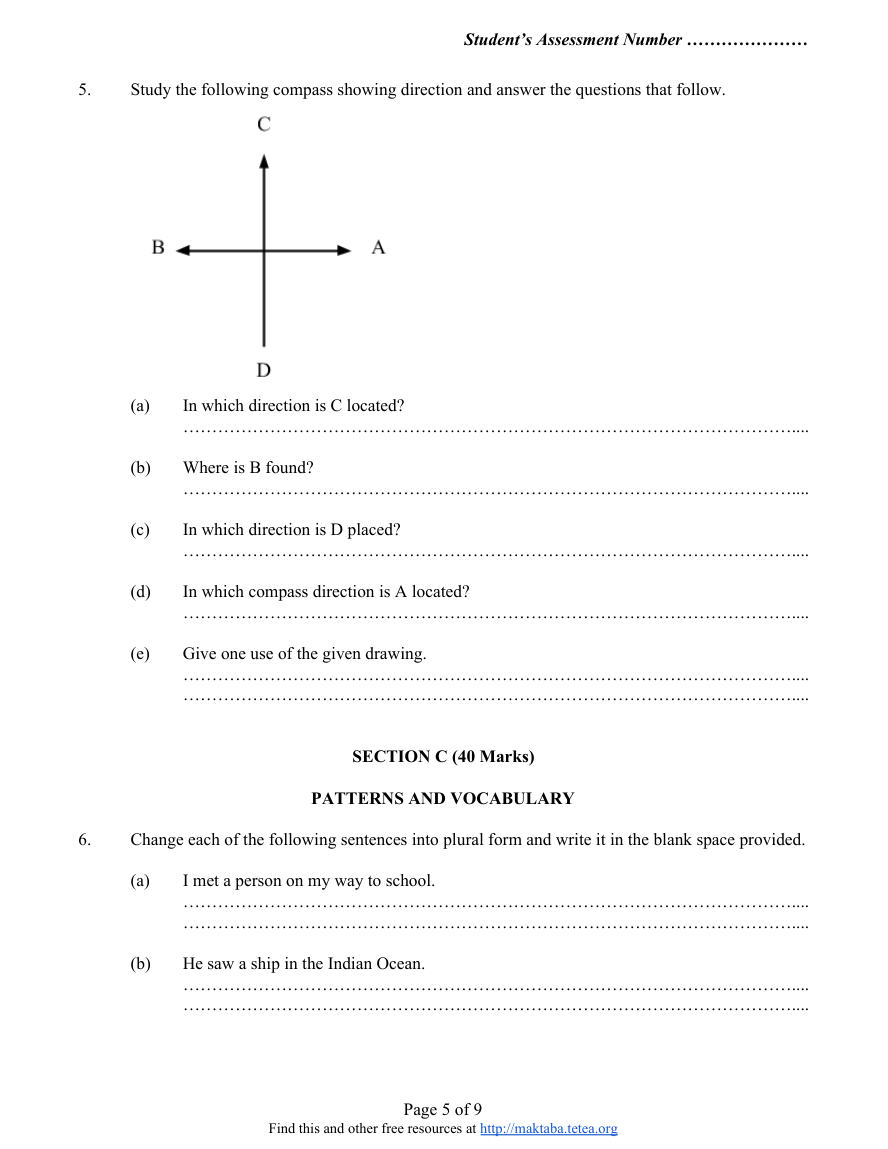 Student's Assessment Number …………………
5. Study the following compass showing direction and answer the questions that follow.
C
B A
D
(a) In which direction is C located?
……………………………………………………………………………………………....
(b) Where is B found?
……………………………………………………………………………………………....
(c) In which direction is D placed?
……………………………………………………………………………………………....
(d) In which compass direction is A located?
……………………………………………………………………………………………....
(e) Give one use of the given drawing.
……………………………………………………………………………………………....
……………………………………………………………………………………………....
SECTION C (40 Marks)
PATTERNS AND VOCABULARY
6. Change each of the following sentences into plural form and write it in the blank space provided.
(a) I met a person on my way to school.
……………………………………………………………………………………………....
……………………………………………………………………………………………....
(b) He saw a ship in the Indian Ocean.
……………………………………………………………………………………………....
……………………………………………………………………………………………....
Page 5 of 9
Find this and other free resources at http://maktaba.tetea.org